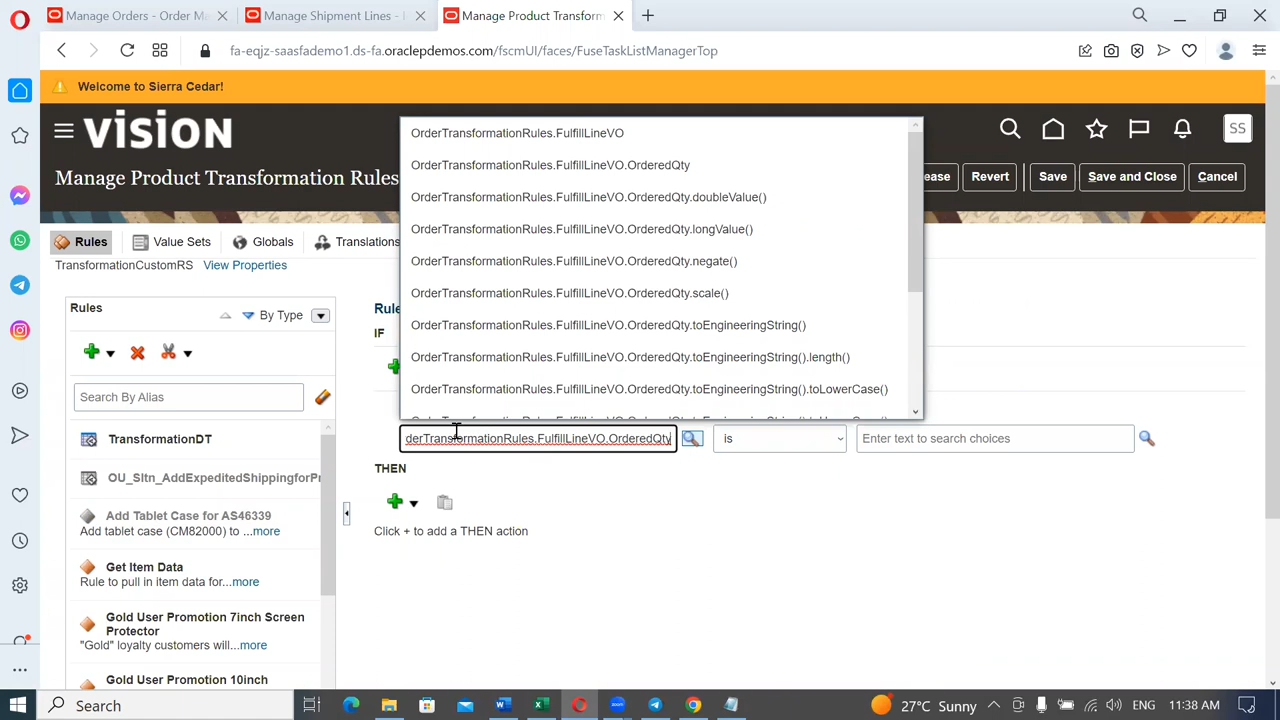 Manage Orders - Order M
Manage Shipment Lines -
Manage Product Transform
fa-eqjz-saasfademo1.ds-fa.oraclepdemos.com/fscmUI/faces/FuseTaskListManagerTop
Welcome to Sierra Cedar!
VISION
SS
Manage Product Transformation Rules
ease
Revert
Save
Save and Close
Cancel
Rules
Value Sets
Globals
Translations
TransformationCustomRS
View Properties
Rules
By Type
Search By Alias
TransformationDT
OU_Sltn_AddExpeditedShippingforPr
Add Tablet Case for AS46339
Add tablet case (CM82000) to ...more
Get Item Data
Rule to pull in item data for...more
Gold User Promotion 7inch Screen
Protector
"Gold" loyalty customers will...more
Gold User Promotion 10inch
Rule
IF
OrderTransformationRules.FulfillLineVO
OrderTransformationRules.FulfillLineVO.OrderedQty
OrderTransformationRules.FulfillLineVO.OrderedQty.doubleValue()
OrderTransformationRules.FulfillLineVO.OrderedQty.longValue()
OrderTransformationRules.FulfillLineVO.OrderedQty.negate()
OrderTransformationRules.FulfillLineVO.OrderedQty.scale()
OrderTransformationRules.FulfillLineVO.OrderedQty.toEngineeringString()
OrderTransformationRules.FulfillLineVO.OrderedQty.toEngineeringString().length()
OrderTransformationRules.FulfillLineVO.OrderedQty.toEngineeringString().toLowerCase()
derTransformationRules.FulfillLineVO.OrderedQty
is
Enter text to search choices
THEN
Click + to add a THEN action
Search
27°C Sunny
ENG
11:38 AM